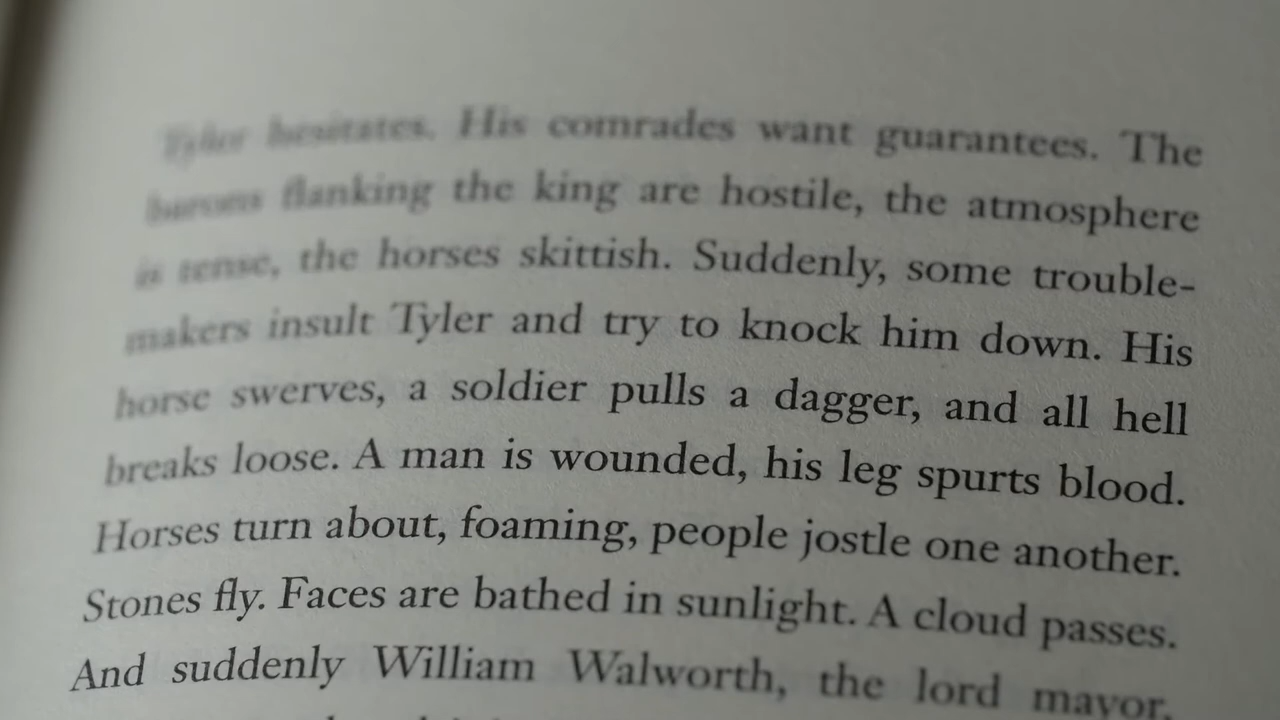 Tyler hesitates. His comrades want guarantees. The
barons flanking the king are hostile, the atmosphere
is tense, the horses skittish. Suddenly, some trouble-
makers insult Tyler and try to knock him down. His
horse swerves, a soldier pulls a dagger, and all hell
breaks loose. A man is wounded, his leg spurts blood.
Horses turn about, foaming, people jostle one another.
Stones fly. Faces are bathed in sunlight. A cloud passes.
And suddenly William Walworth, the lord mayor,